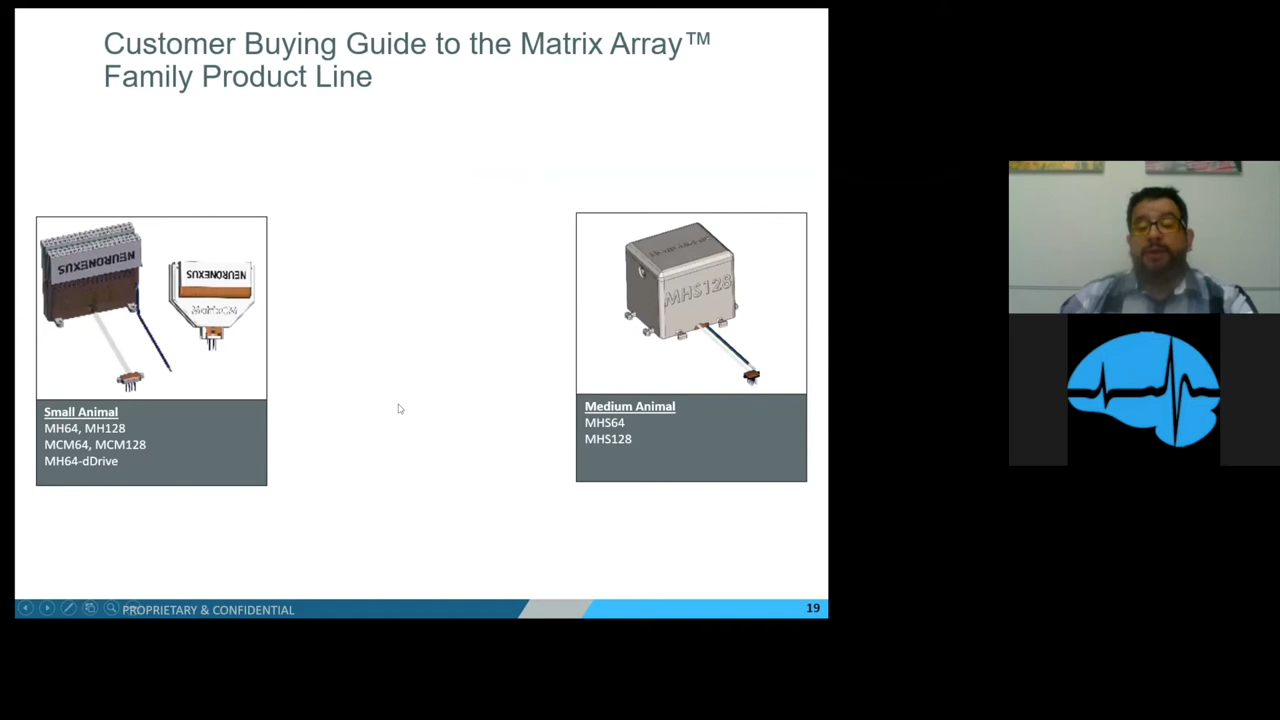 Customer Buying Guide to the Matrix Array™
Family Product Line
NEURONEXUS
NEURONEXUS
MatrixCM
MHS128
Small Animal
MH64, MH128
MCM64, MCM128
MH64-dDrive
Medium Animal
MHS64
MHS128
PROPRIETARY & CONFIDENTIAL
19